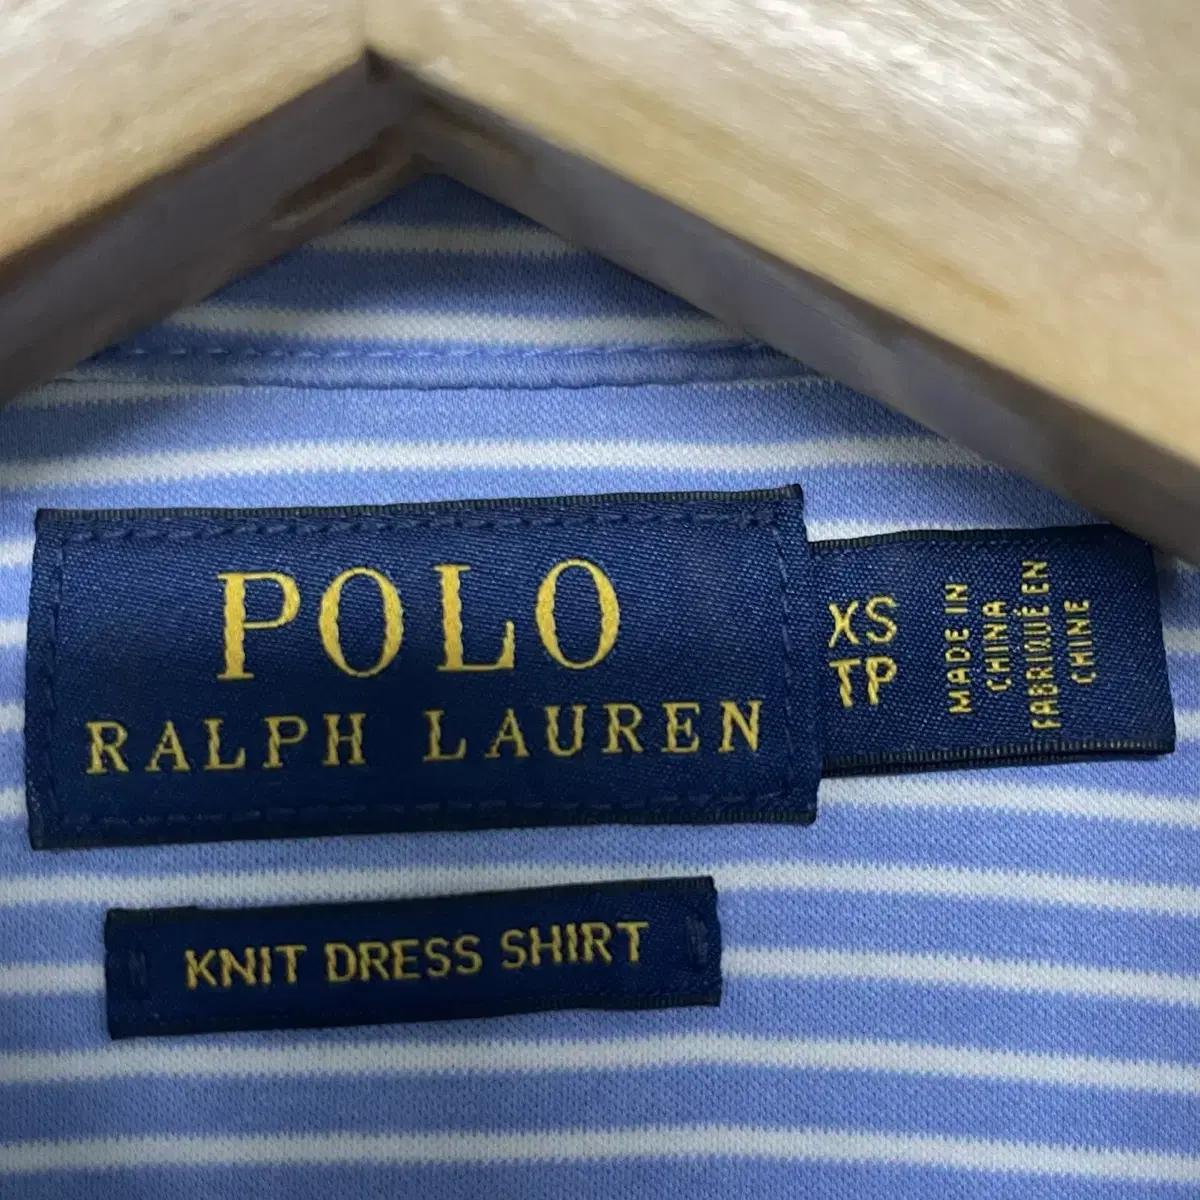 POLO
RALPH LAUREN
XS
TP
MADE IN
CHINA
FABRIQUÉ EN
CHINE
KNIT DRESS SHIRT